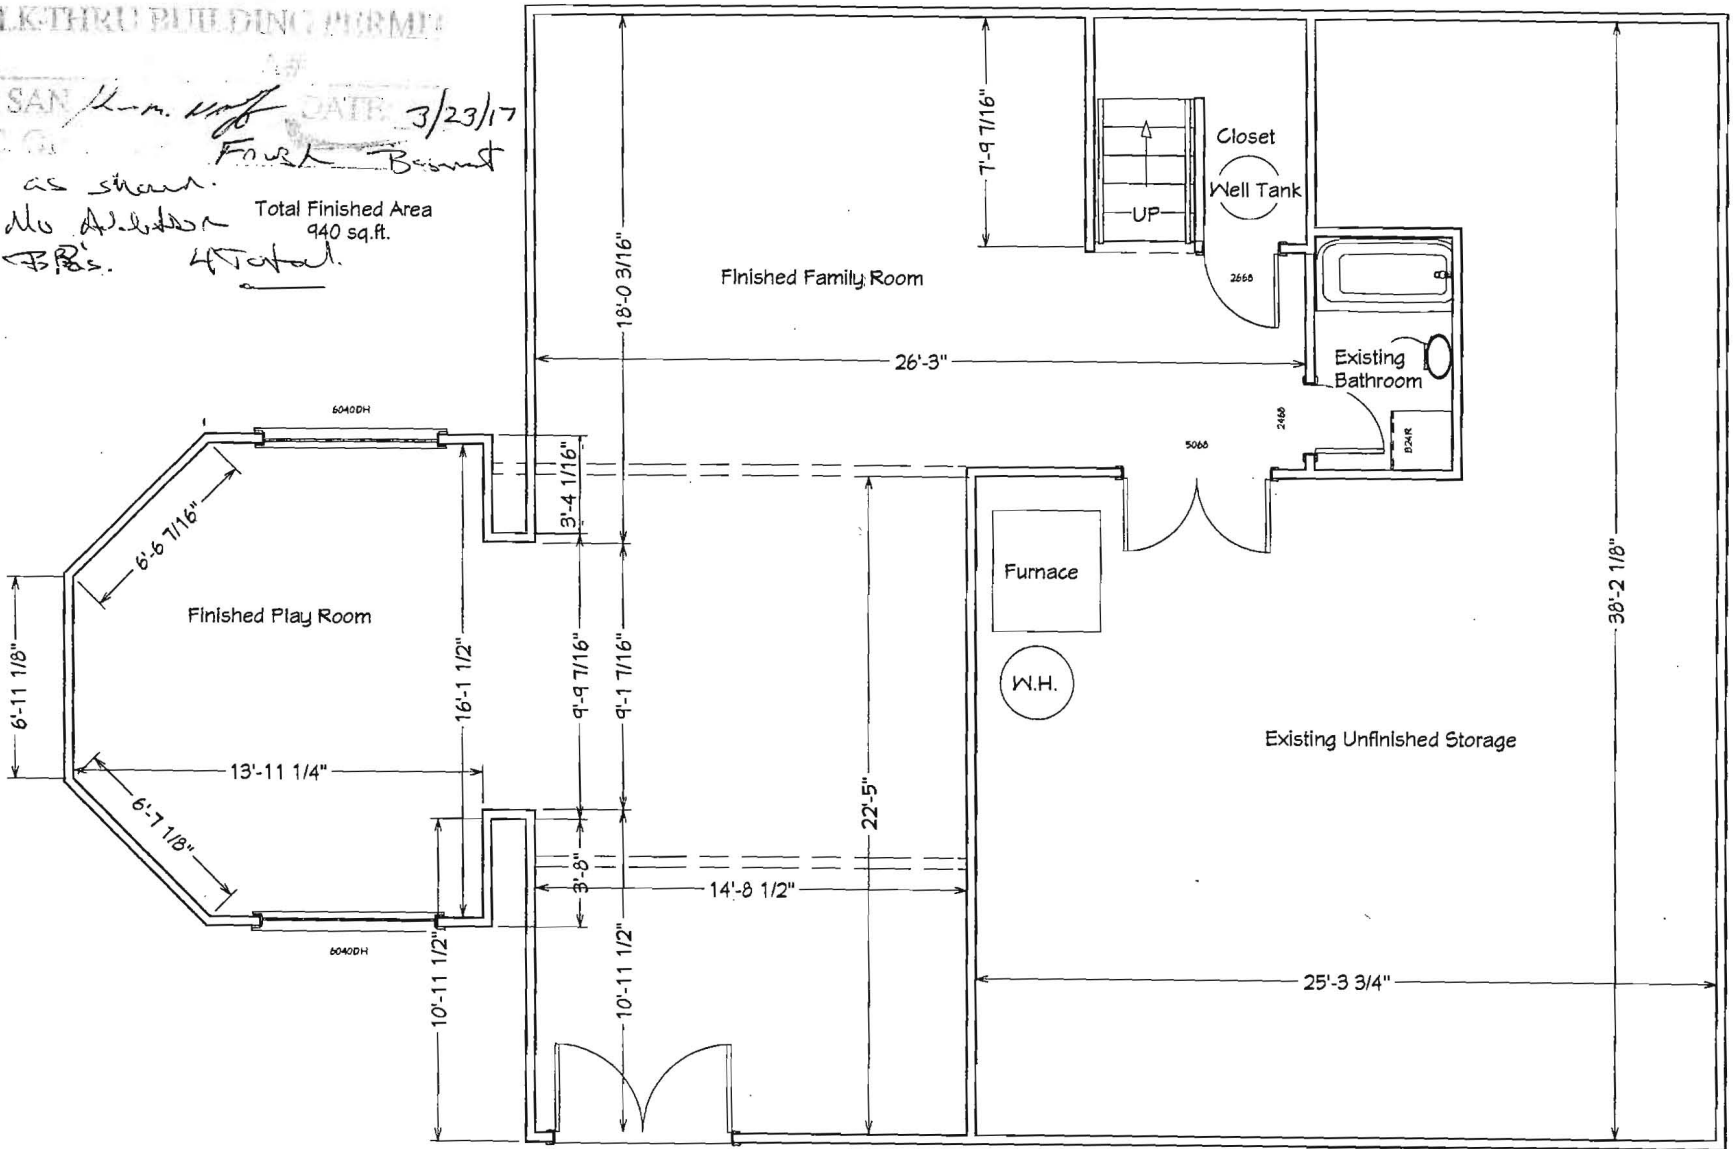 LK-THRU BUILDING PERMIT
A#
SAN DATE 3/23/17
Finish Basment
as shown.
No Addition
BR's. 4 Total.
Total Finished Area
940 sq.ft.
18'-0 3/16"
7'-9 7/16"
Closet
Well Tank
UP
2668
Finished Family Room
26'-3"
Existing
Bathroom
2468
B24R
5068
6040DH
3'-4 1/16"
6'-6 7/16"
Furnace
38'-2 1/8"
Finished Play Room
6'-11 1/8"
16'-1 1/2"
9'-9 7/16"
9'-1 7/16"
W.H.
Existing Unfinished Storage
13'-11 1/4"
22'-5"
6'-7 1/8"
3'-8"
14'-8 1/2"
6040DH
10'-11 1/2"
10'-11 1/2"
25'-3 3/4"